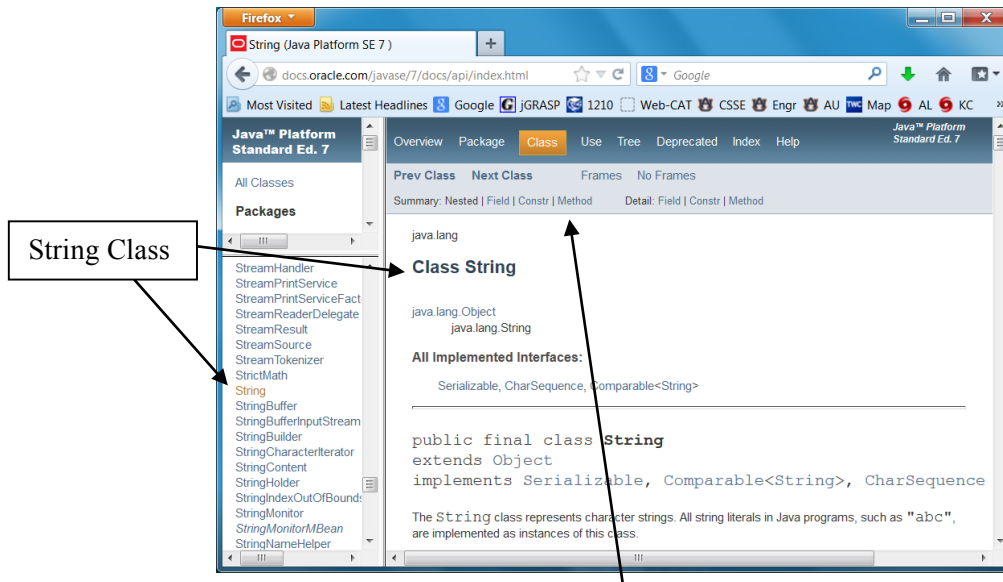 Firefox
String (Java Platform SE 7 )
docs.oracle.com/javase/7/docs/api/index.html
Google
Most Visited Latest Headlines Google jGRASP 1210 Web-CAT CSSE Engr AU Map AL KC »
Java™ Platform
Standard Ed. 7
All Classes
Packages
StreamHandler
StreamPrintService
StreamPrintServiceFact
StreamReaderDelegate
StreamResult
StreamSource
StreamTokenizer
StrictMath
String
StringBuffer
StringBufferInputStream
StringBuilder
StringCharacterIterator
StringContent
StringHolder
StringIndexOutOfBounds
StringMonitor
StringMonitorMBean
StringNameHelper
Overview Package Class Use Tree Deprecated Index Help
Java™ Platform
Standard Ed. 7
Prev Class Next Class Frames No Frames
Summary: Nested | Field | Constr | Method Detail: Field | Constr | Method
java.lang
Class String
java.lang.Object
java.lang.String
All Implemented Interfaces:
Serializable, CharSequence, Comparable<String>
public final class String
extends Object
implements Serializable, Comparable<String>, CharSequence
The String class represents character strings. All string literals in Java programs, such as "abc",
are implemented as instances of this class.
String Class